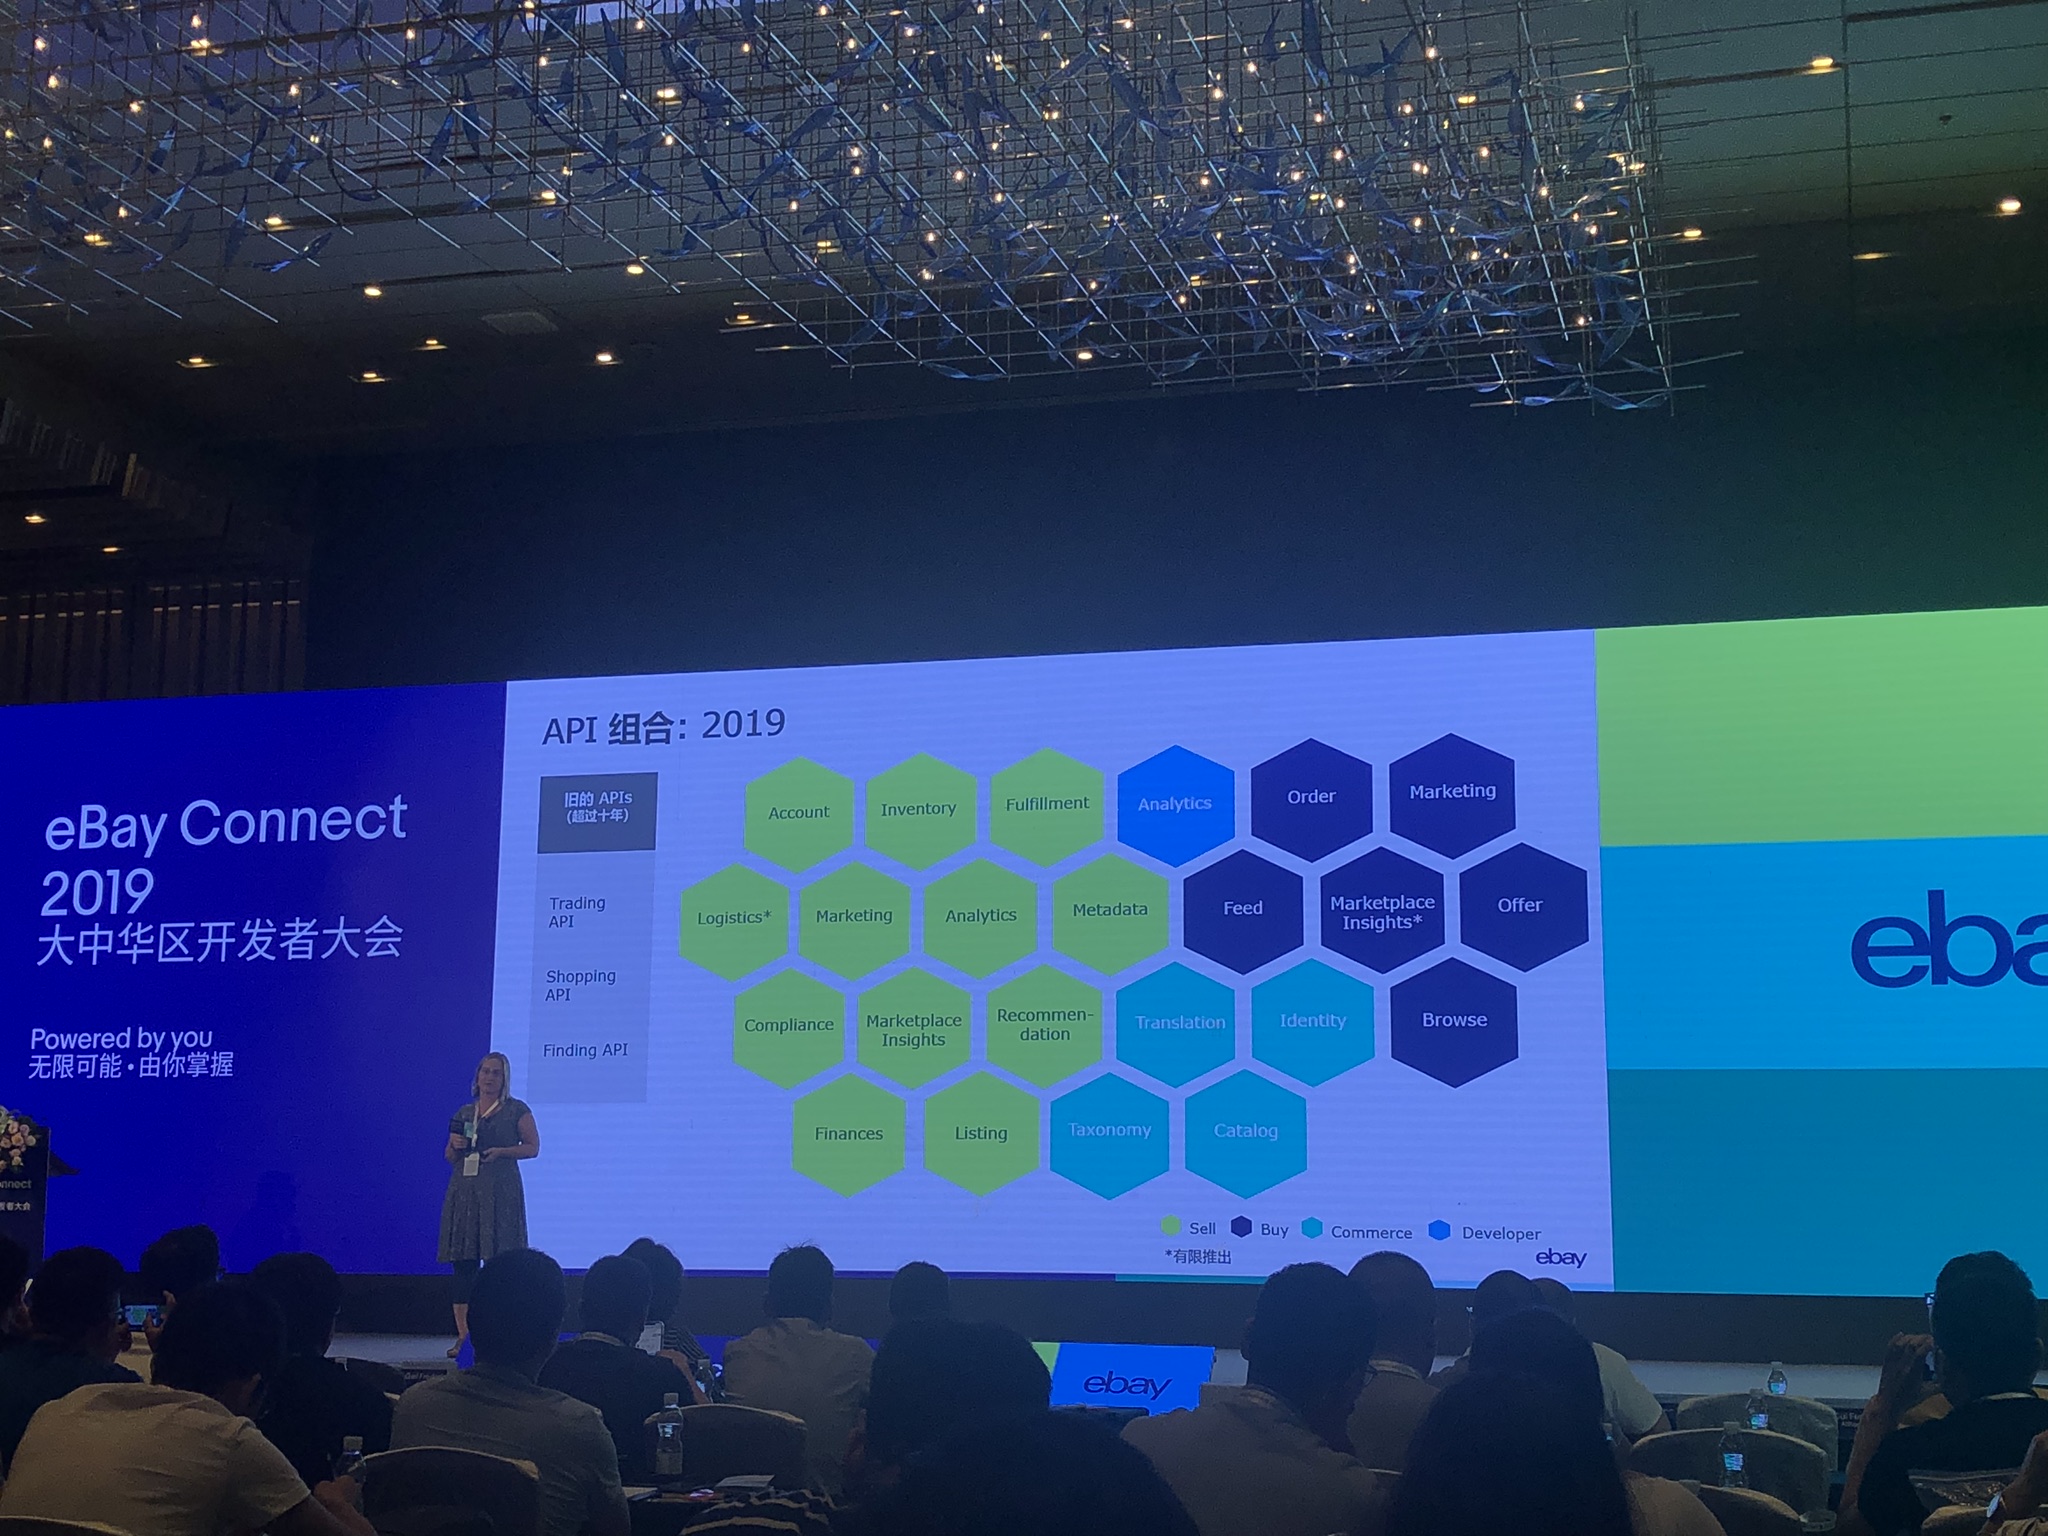 eBay Connect
2019
大中华区开发者大会
Powered by you
无限可能·由你掌握
API 组合: 2019
旧的 APIs
(超过十年)
Trading
API
Shopping
API
Finding API
Account
Inventory
Fulfillment
Analytics
Order
Marketing
Logistics*
Marketing
Analytics
Metadata
Feed
Marketplace
Insights*
Offer
Compliance
Marketplace
Insights
Recommen-
dation
Translation
Identity
Browse
Finances
Listing
Taxonomy
Catalog
Sell
Buy
Commerce
Developer
*有限推出
ebay
eba
ebay